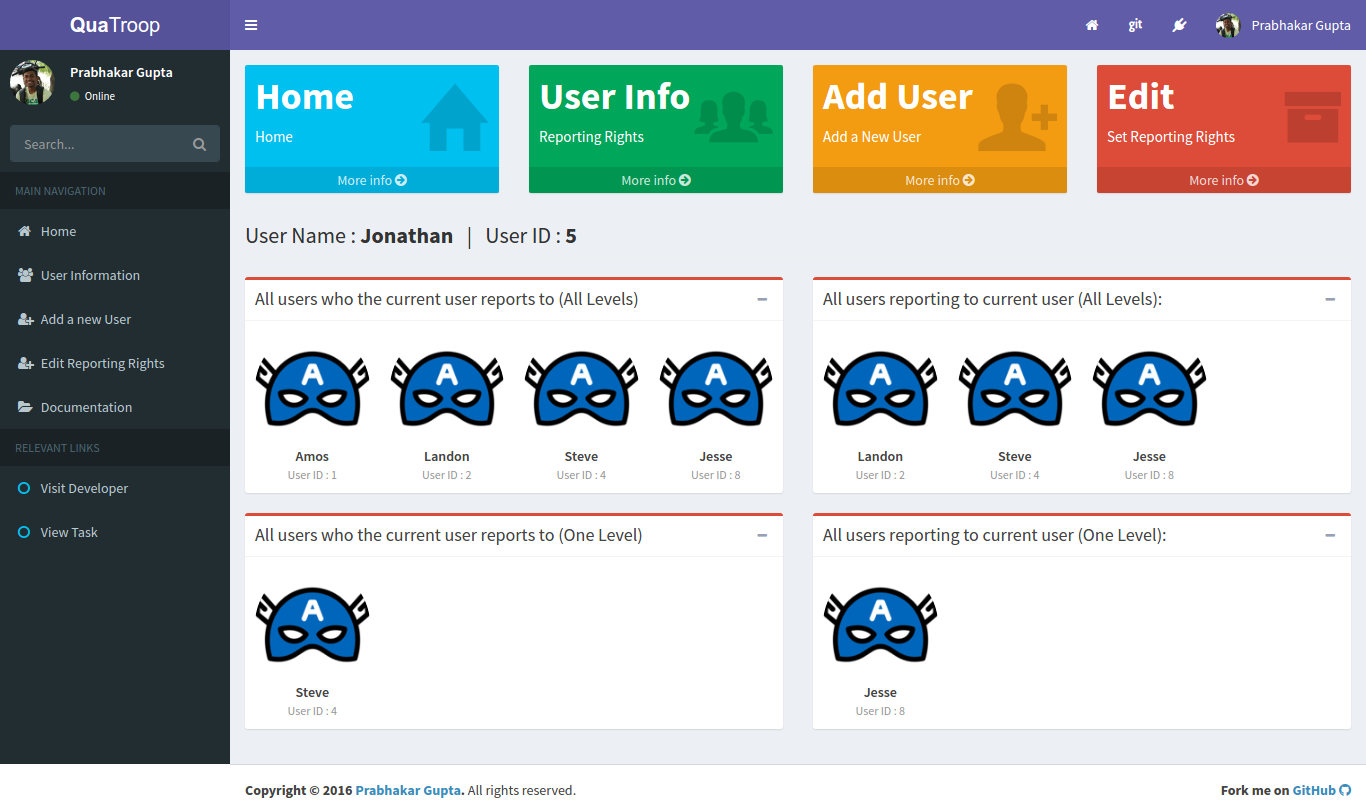 QuaTroop
git
Prabhakar Gupta
Prabhakar Gupta
Online
Search...
MAIN NAVIGATION
Home
User Information
Add a new User
Edit Reporting Rights
Documentation
RELEVANT LINKS
Visit Developer
View Task
Home
Home
More info
User Info
Reporting Rights
More info
Add User
Add a New User
More info
Edit
Set Reporting Rights
More info
User Name : Jonathan | User ID : 5
All users who the current user reports to (All Levels)
A A A A
Amos Landon Steve Jesse
User ID : 1 User ID : 2 User ID : 4 User ID : 8
All users reporting to current user (All Levels):
A A A
Landon Steve Jesse
User ID : 2 User ID : 4 User ID : 8
All users who the current user reports to (One Level)
A
Steve
User ID : 4
All users reporting to current user (One Level):
A
Jesse
User ID : 8
Copyright © 2016 Prabhakar Gupta. All rights reserved.
Fork me on GitHub